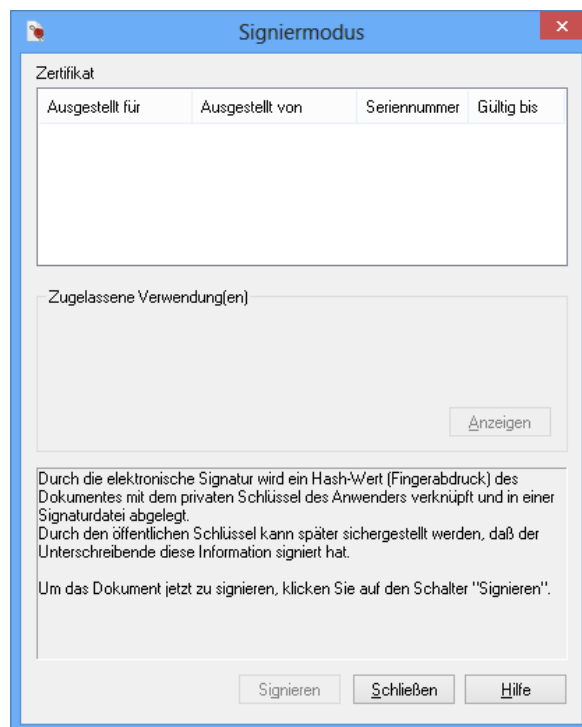 Signiermodus
Zertifikat
Ausgestellt für Ausgestellt von Seriennummer Gültig bis
Zugelassene Verwendung(en)
Anzeigen
Durch die elektronische Signatur wird ein Hash-Wert (Fingerabdruck) des
Dokumentes mit dem privaten Schlüssel des Anwenders verknüpft und in einer
Signaturdatei abgelegt.
Durch den öffentlichen Schlüssel kann später sichergestellt werden, daß der
Unterschreibende diese Information signiert hat.
Um das Dokument jetzt zu signieren, klicken Sie auf den Schalter "Signieren".
Signieren Schließen Hilfe